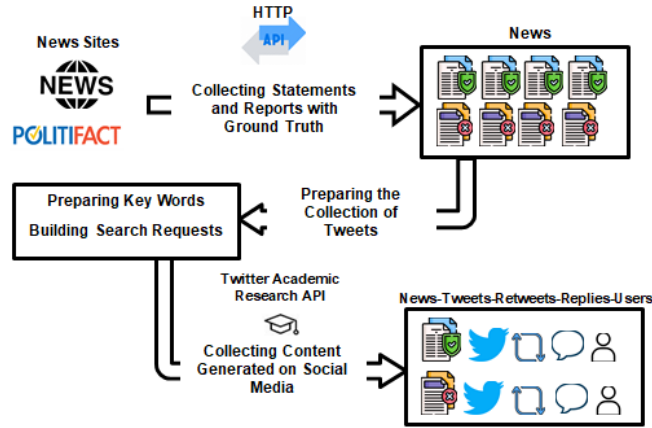 HTTP
API
News Sites
NEWS
POLITIFACT
Collecting Statements
and Reports with
Ground Truth
News
Preparing Key Words
Building Search Requests
Preparing the
Collection of
Tweets
Twitter Academic
Research API
Collecting Content
Generated on Social
Media
News-Tweets-Retweets-Replies-Users